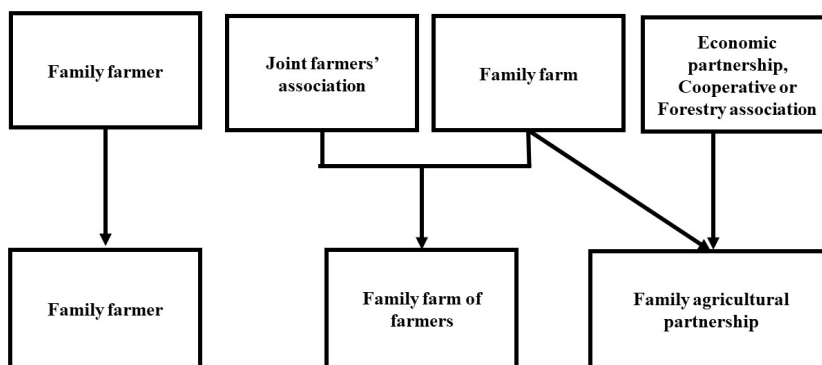 Family farmer
Joint farmers’
association
Family farm
Economic
partnership,
Cooperative or
Forestry association
Family farmer
Family farm of
farmers
Family agricultural
partnership